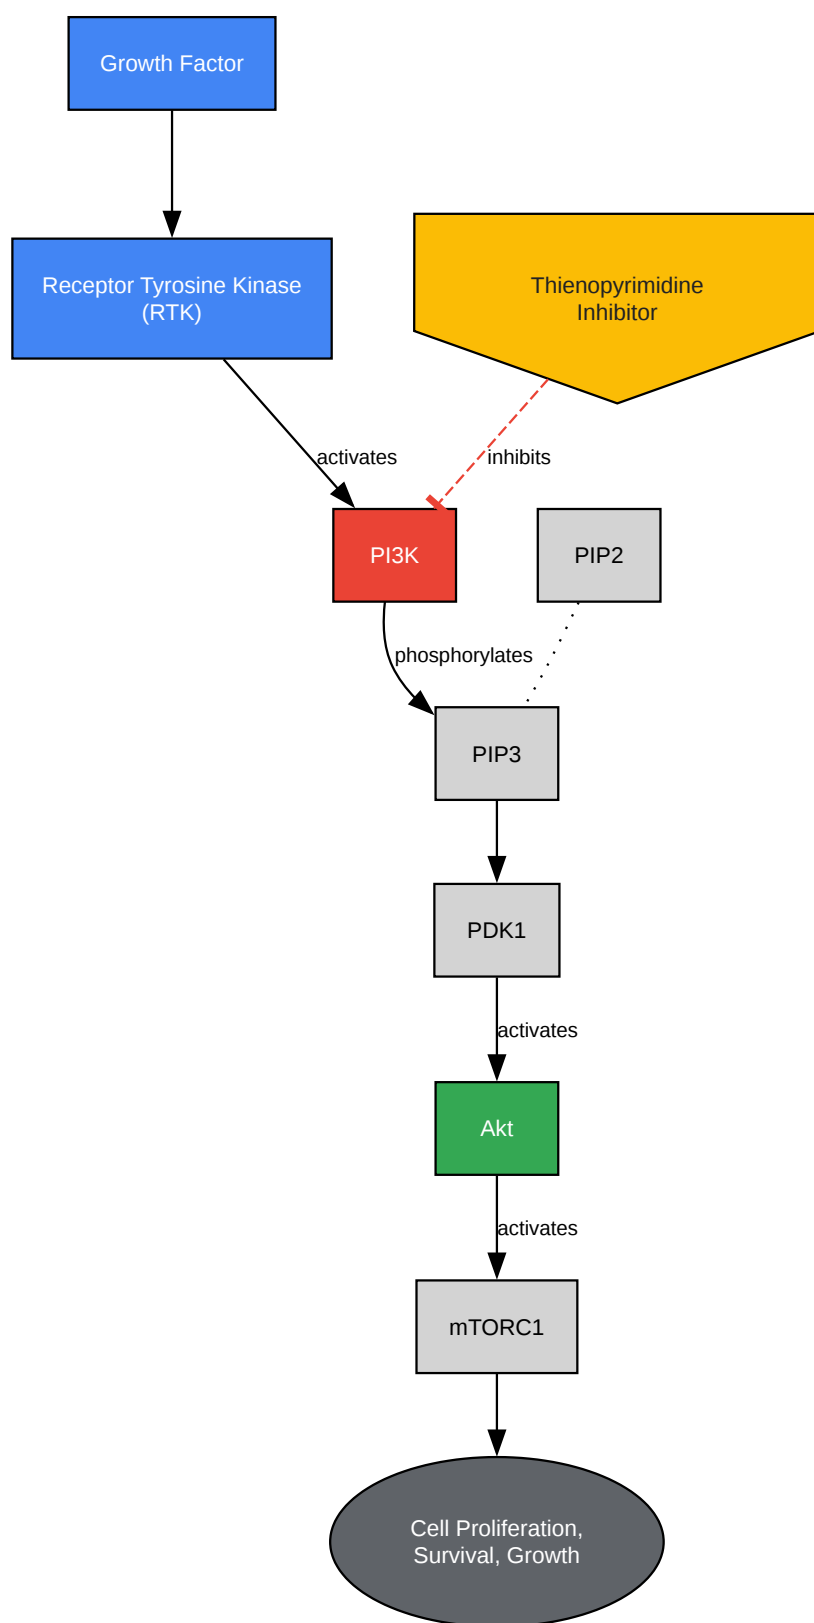 Growth Factor
Receptor Tyrosine Kinase
(RTK)
Thienopyrimidine
Inhibitor
activates
inhibits
PI3K
PIP2
phosphorylates
PIP3
PDK1
activates
Akt
activates
mTORC1
Cell Proliferation,
Survival, Growth